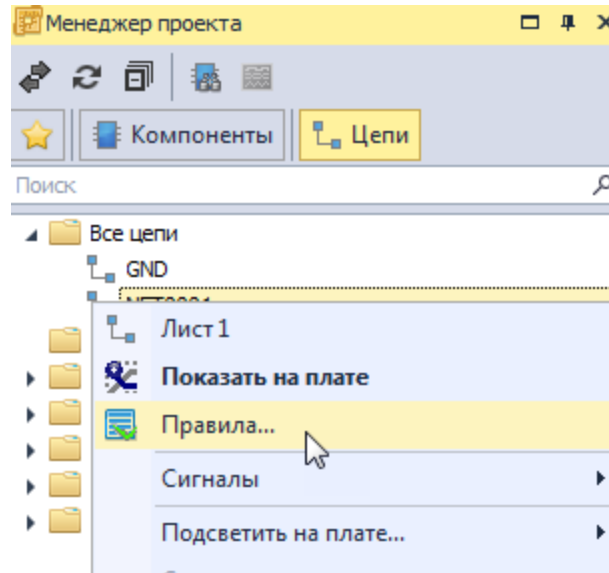 Менеджер проекта
Компоненты
Цепи
Поиск
Все цепи
GND
Лист 1
Показать на плате
Правила...
Сигналы
Подсветить на плате...